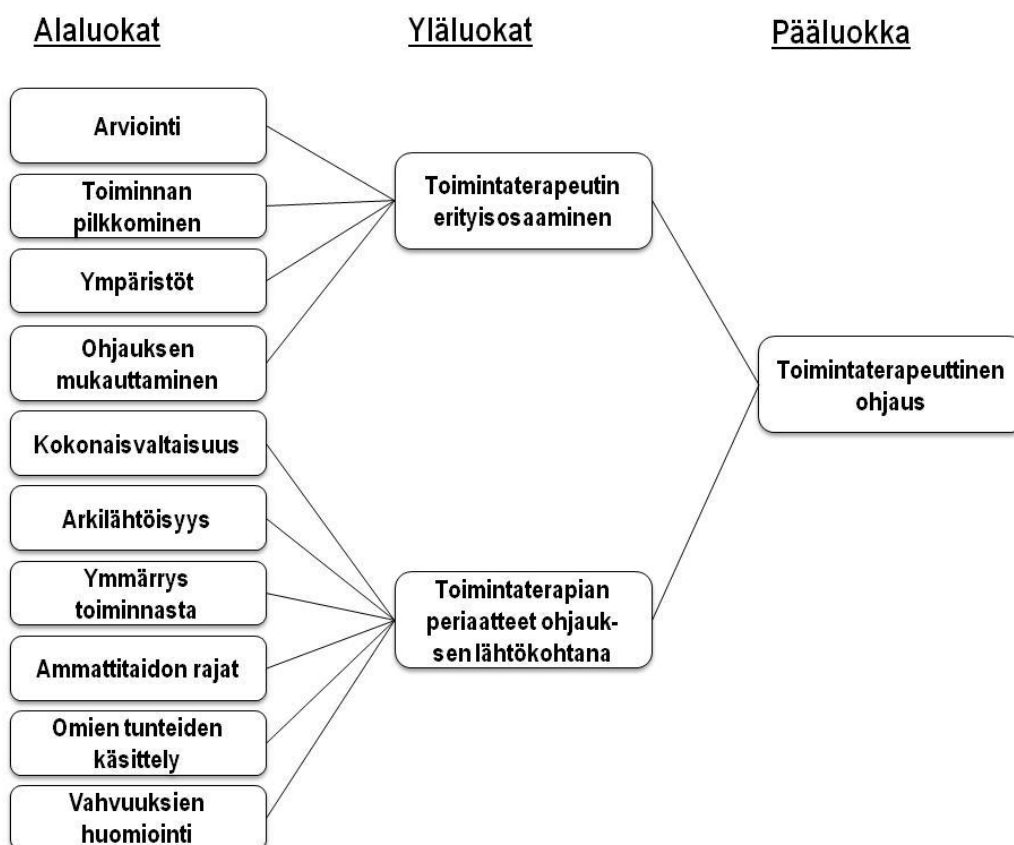 Alaluokat
Yläluokat
Pääluokka
Arviointi
Toiminnan
pilkkominen
Ympäristöt
Ohjauksen
mukauttaminen
Kokonaisvaltaisuus
Arkilähtöisyys
Ymmärrys
toiminnasta
Ammattitaidon rajat
Omien tunteiden
käsittely
Vahvuuksien
huomiointi
Toimintaterapeutin
erityisosaaminen
Toimintaterapian
periaatteet ohjauk-
sen lähtökohtana
Toimintaterapeuttinen
ohjaus